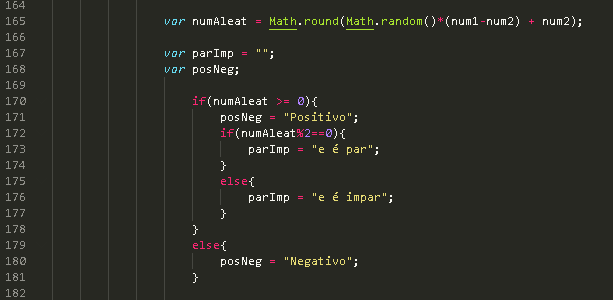 164
165 var numAleat = Math.round(Math.random()*(num1-num2) + num2);
166
167 var parImp = "";
168 var posNeg;
169
170 if(numAleat >= 0){
171 posNeg = "Positivo";
172 if(numAleat%2==0){
173 parImp = "e é par";
174 }
175 else{
176 parImp = "e é impar";
177 }
178 }
179 else{
180 posNeg = "Negativo";
181 }
182